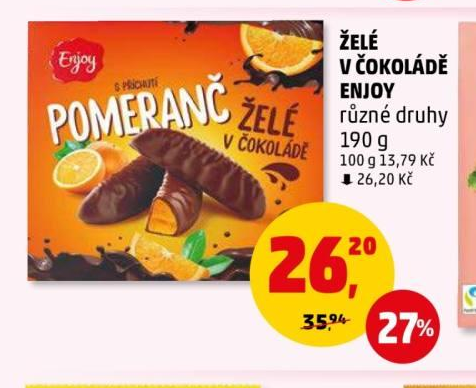 Enjoy
S PŘÍCHUTÍ
POMERANČ
ŽELÉ
V ČOKOLÁDĚ
ŽELÉ
V ČOKOLÁDĚ
ENJOY
různé druhy
190 g
100 g 13,79 Kč
⬇ 26,20 Kč
26,20
35,94
27%